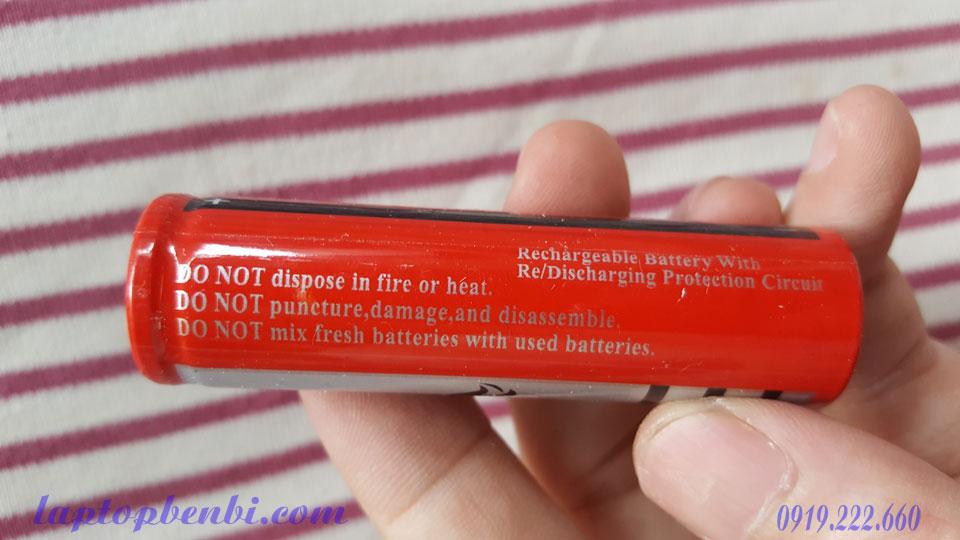 Rechargeable Battery With
Re/Discharging Protection Circuit
DO NOT dispose in fire or heat.
DO NOT puncture,damage,and disassemble.
DO NOT mix fresh batteries with used batteries.
laptopbenbi.com
0919.222.660